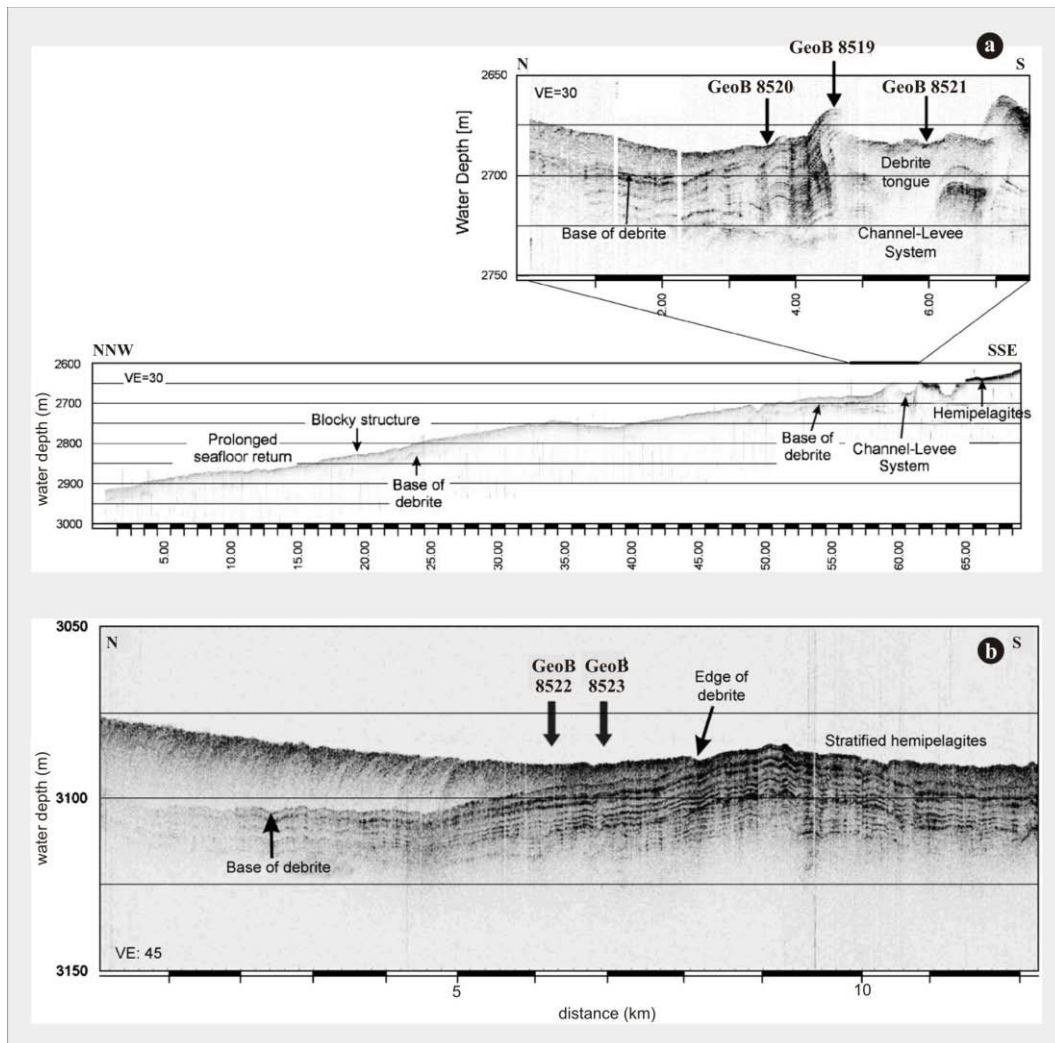 a
GeoB 8519
N
S
2650
VE=30
GeoB 8520
GeoB 8521
Water Depth [m]
2700
Debrite
tongue
Base of debrite
Channel-Levee
System
2750
2.00
4.00
6.00
NNW
SSE
2600
VE=30
2700
2800
2900
3000
water depth (m)
Blocky structure
Prolonged
seafloor return
Base of
debrite
Base of
debrite
Channel-Levee
System
Hemipelagites
5.00
10.00
15.00
20.00
25.00
30.00
35.00
40.00
45.00
50.00
55.00
60.00
65.00
3050
N
S
b
GeoB
8522
GeoB
8523
Edge of
debrite
Stratified hemipelagites
water depth (m)
3100
Base of debrite
VE: 45
3150
5
10
distance (km)